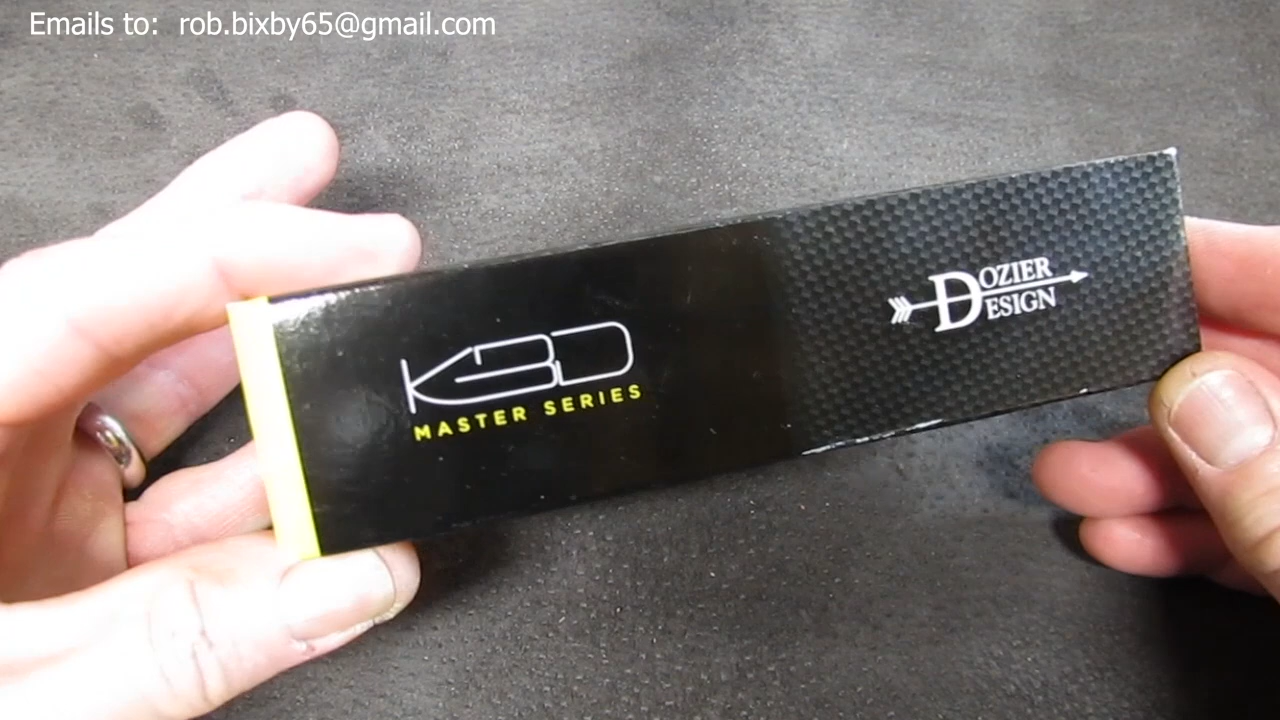 Emails to: rob.bixby65@gmail.com
KBD
MASTER SERIES
DOZIER
DESIGN